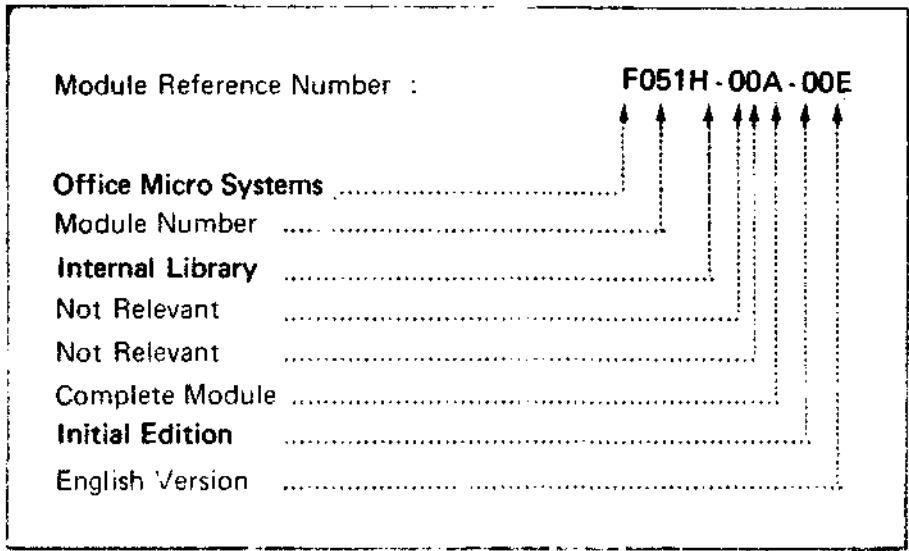 Module Reference Number : F051H-00A-00E
Office Micro Systems
Module Number
Internal Library
Not Relevant
Not Relevant
Complete Module
Initial Edition
English Version